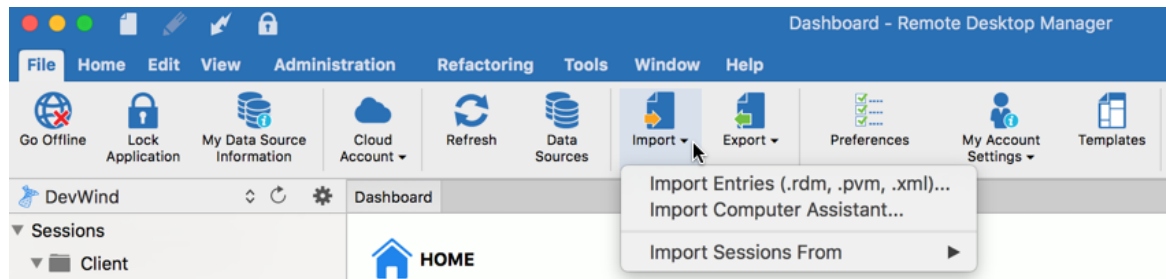 Dashboard - Remote Desktop Manager
File Home Edit View Administration Refactoring Tools Window Help
Go Offline
Lock
Application
My Data Source
Information
Cloud
Account
Refresh
Data
Sources
Import
Export
Preferences
My Account
Settings
Templates
Import Entries (.rdm, .pvm, .xml)...
Import Computer Assistant...
Import Sessions From
DevWind
Dashboard
Sessions
Client
HOME